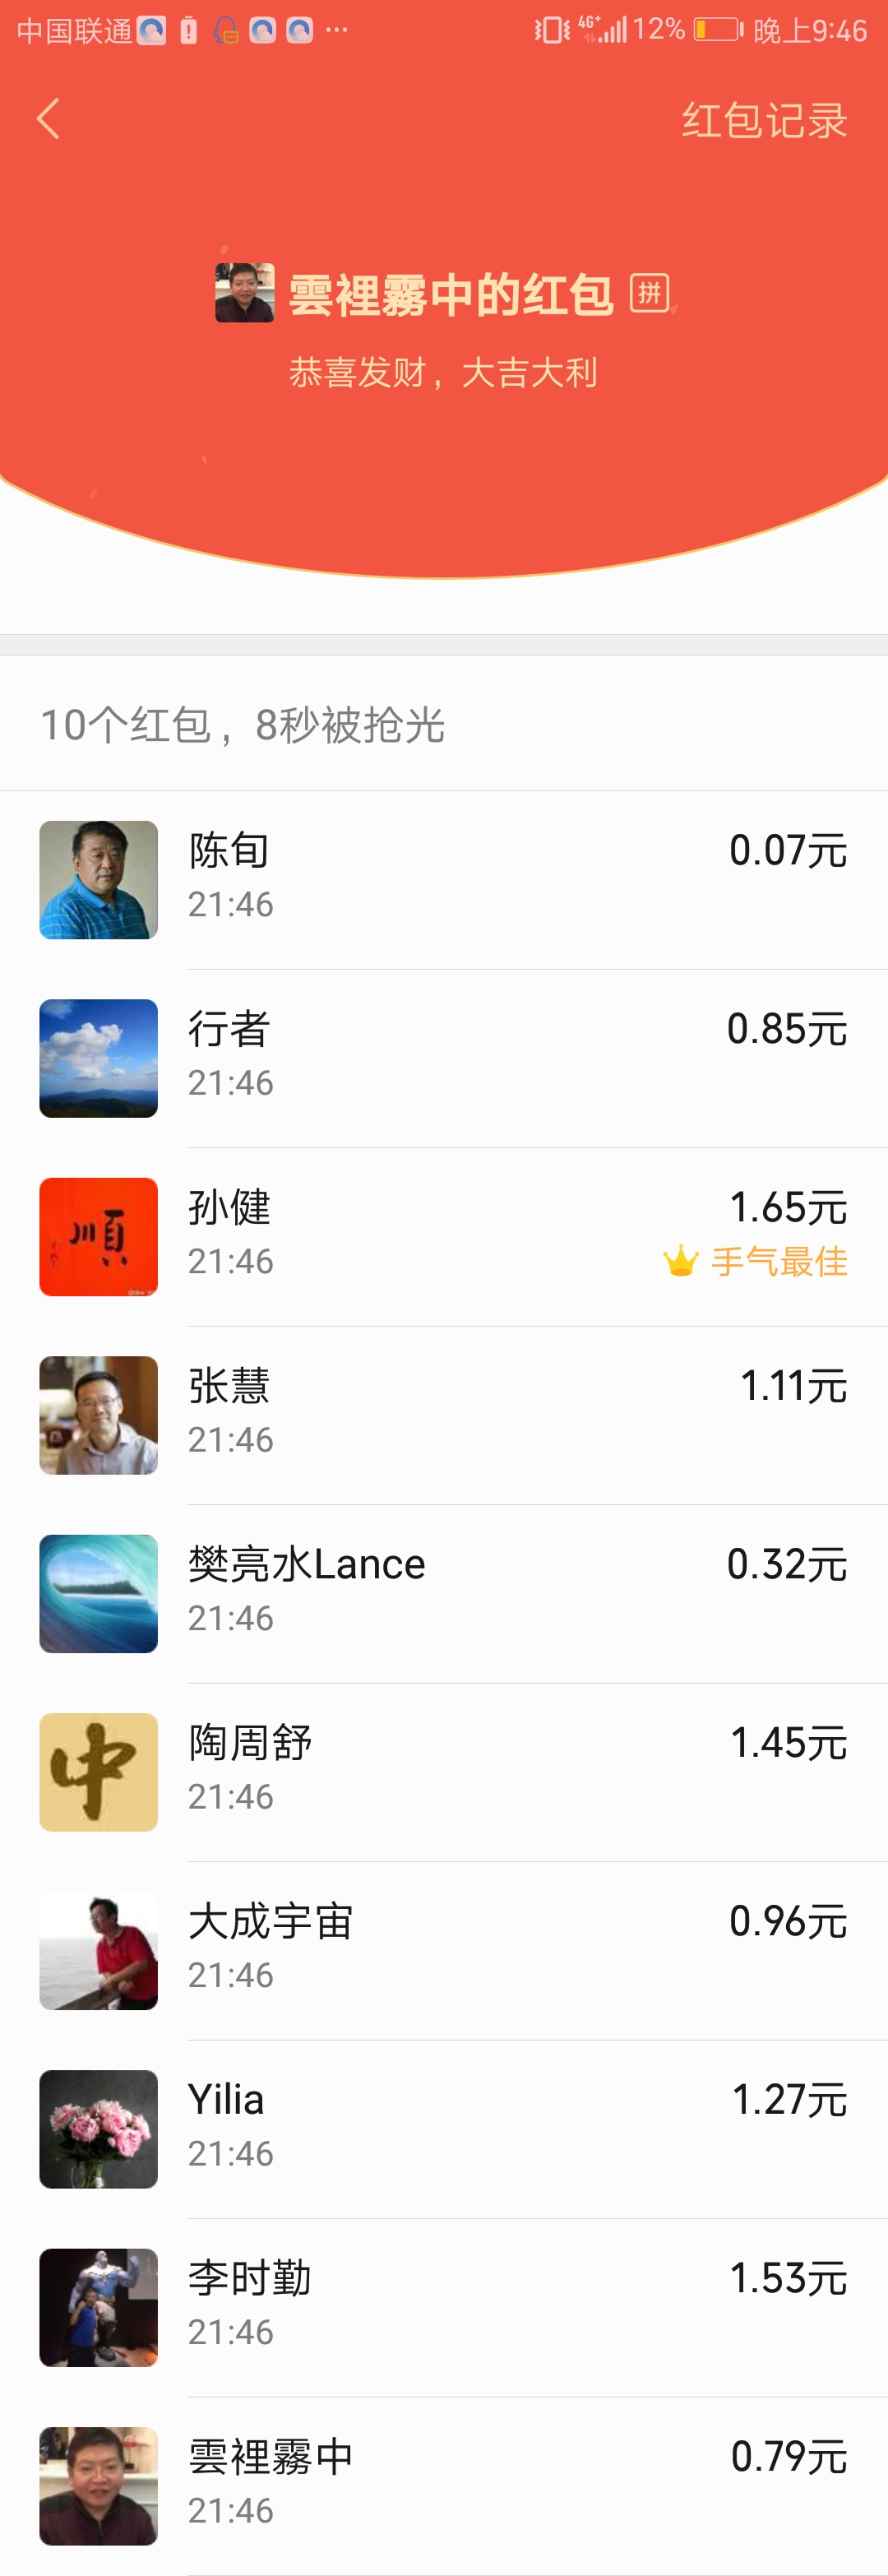 中国联通 4G+ 12% 晚上9:46
红包记录
雲裡霧中的红包 拼
恭喜发财，大吉大利
10个红包，8秒被抢光
陈旬 0.07元
21:46
行者 0.85元
21:46
順
孙健 1.65元
21:46 手气最佳
张慧 1.11元
21:46
樊亮水Lance 0.32元
21:46
中
陶周舒 1.45元
21:46
大成宇宙 0.96元
21:46
Yilia 1.27元
21:46
李时勤 1.53元
21:46
雲裡霧中 0.79元
21:46